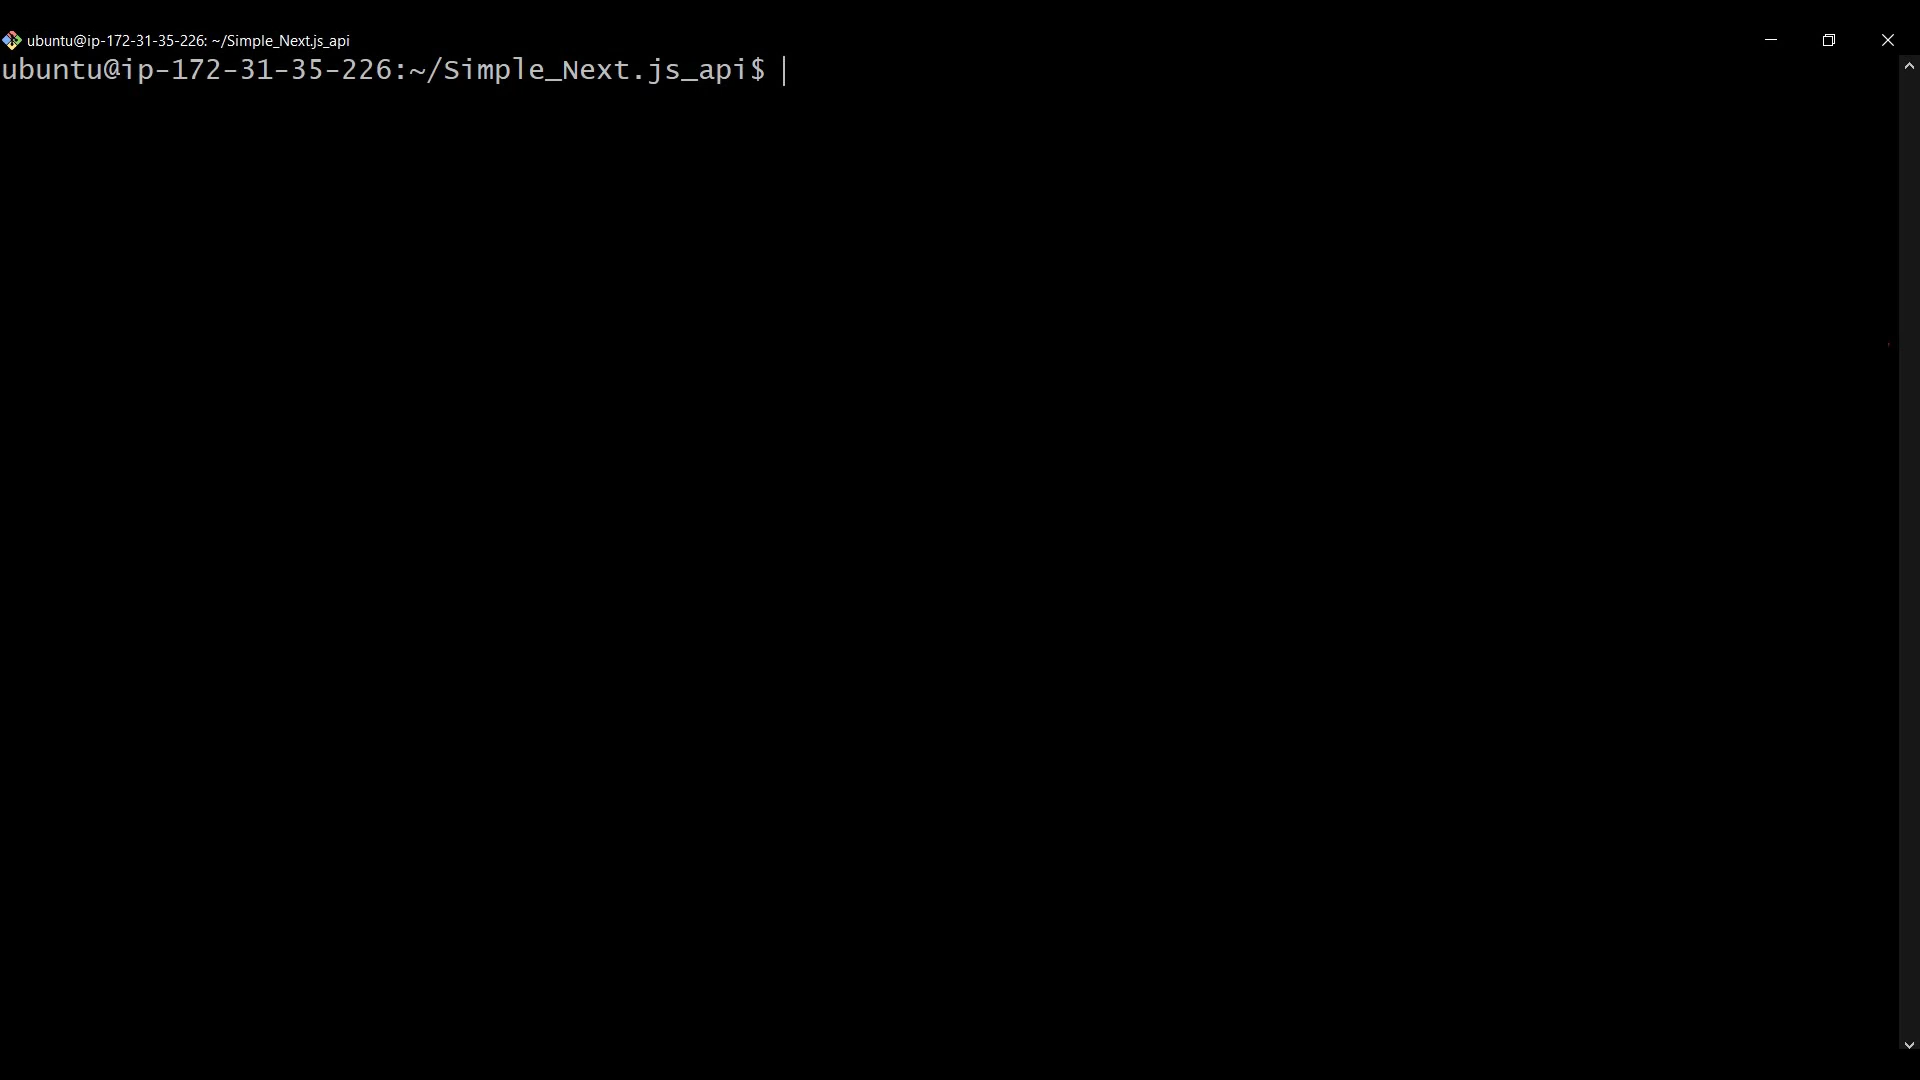 ubuntu@ip-172-31-35-226: ~/Simple_Next.js_api
ubuntu@ip-172-31-35-226:~/Simple_Next.js_api$